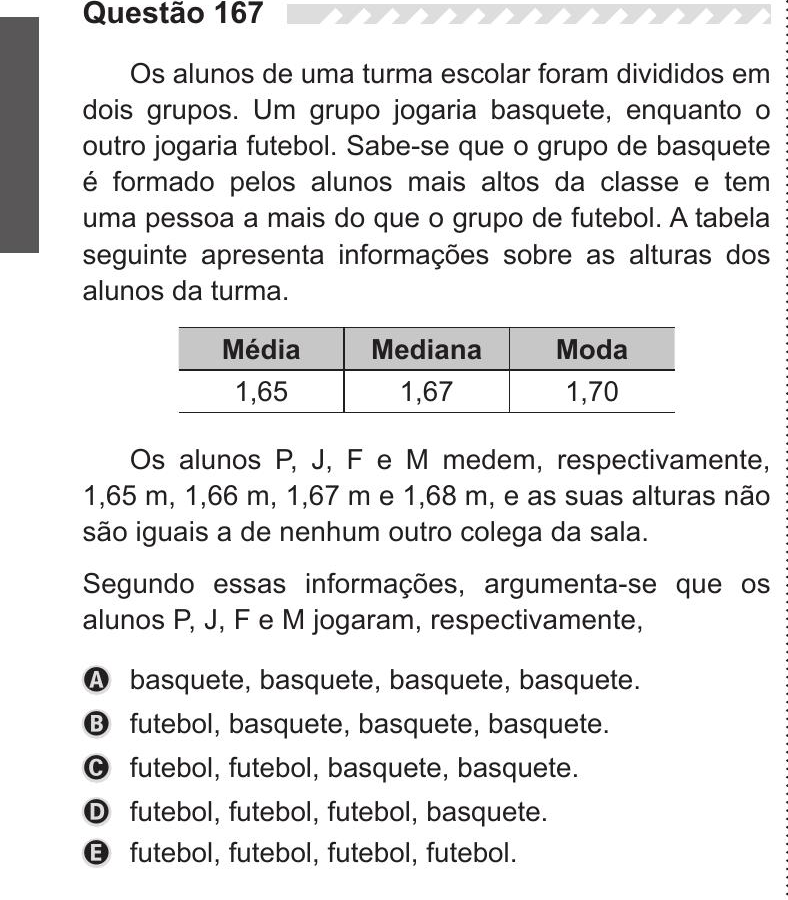 Questão 167
Os alunos de uma turma escolar foram divididos em
dois grupos. Um grupo jogaria basquete, enquanto o
outro jogaria futebol. Sabe-se que o grupo de basquete
é formado pelos alunos mais altos da classe e tem
uma pessoa a mais do que o grupo de futebol. A tabela
seguinte apresenta informações sobre as alturas dos
alunos da turma.
Média Mediana Moda
1,65 1,67 1,70
Os alunos P, J, F e M medem, respectivamente,
1,65 m, 1,66 m, 1,67 m e 1,68 m, e as suas alturas não
são iguais a de nenhum outro colega da sala.
Segundo essas informações, argumenta-se que os
alunos P, J, F e M jogaram, respectivamente,
A basquete, basquete, basquete, basquete.
B futebol, basquete, basquete, basquete.
C futebol, futebol, basquete, basquete.
D futebol, futebol, futebol, basquete.
E futebol, futebol, futebol, futebol.